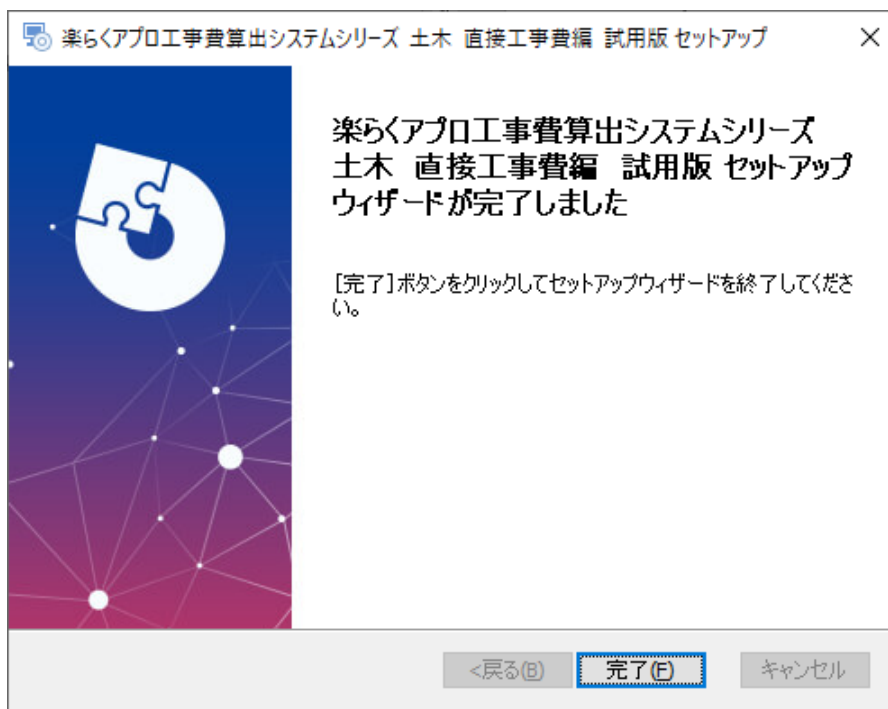 楽らくアプロ工事費算出システムシリーズ 土木 直接工事費編 試用版 セットアップ
楽らくアプロ工事費算出システムシリーズ
土木 直接工事費編 試用版 セットアップ
ウィザードが完了しました
[完了]ボタンをクリックしてセットアップウィザードを終了してくださ
い。
<戻る(B) 完了(F) キャンセル